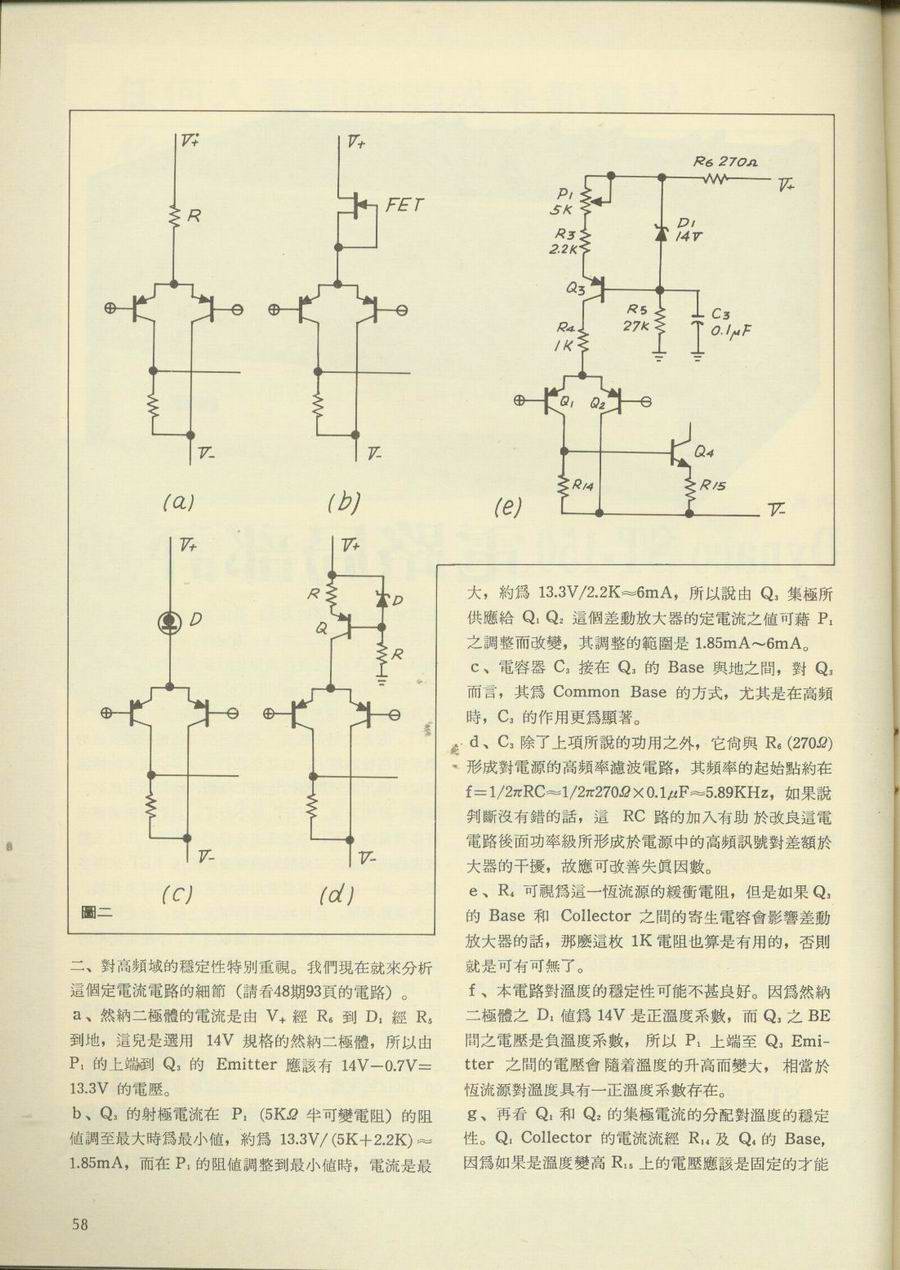 V+
R
V-
(a)
V+
FET
V-
(b)
R6 270Ω
V+
P1
5K
R3
2.2K
D1
14V
Q3
R5
27K
C3
0.1μF
R4
1K
Q1 Q2
Q4
R14
R15
V-
(e)
V+
D
V-
(c)
V+
R
D
Q
R
V-
(d)
圖二
二、對高頻域的穩定性特別重視。我們現在就來分析
這個定電流電路的細節（請看48期93頁的電路）。
a、然納二極體的電流是由 V+ 經 R₆ 到 D₁ 經 R₅
到地，這兒是選用 14V 規格的然納二極體，所以由
P₁ 的上端到 Q₃ 的 Emitter 應該有 14V－0.7V＝
13.3V 的電壓。
b、Q₃ 的射極電流在 P₁ (5KΩ 半可變電阻) 的阻
值調至最大時爲最小值，約爲 13.3V/(5K＋2.2K)≈
1.85mA，而在 P₁ 的阻值調整到最小值時，電流是最
大，約爲 13.3V/2.2K≈6mA，所以說由 Q₃ 集極所
供應給 Q₁ Q₂ 這個差動放大器的定電流之値可藉 P₁
之調整而改變，其調整的範圍是 1.85mA～6mA。
c、電容器 C₃ 接在 Q₃ 的 Base 與地之間，對 Q₃
而言，其爲 Common Base 的方式，尤其是在高頻
時，C₃ 的作用更爲顯著。
d、C₃ 除了上項所說的功用之外，它尙與 R₆ (270Ω)
形成對電源的高頻率濾波電路，其頻率的起始點約在
f＝1/2πRC≈1/2π270Ω×0.1μF≈5.89KHz，如果說
判斷沒有錯的話，這 RC 路的加入有助 於改良這電
電路後面功率級所形成於電源中的高頻訊號對差額於
大器的干擾，故應可改善失眞因數。
e、R₄ 可視爲這一恆流源的緩衝電阻，但是如果 Q₃
的 Base 和 Collector 之間的寄生電容會影響差動
放大器的話，那麼這枚 1K 電阻也算是有用的，否則
就是可有可無了。
f、本電路對溫度的穩定性可能不甚良好。因爲然納
二極體之 D₁ 値爲 14V 是正溫度系數，而 Q₃ 之 BE
間之電壓是負溫度系數， 所以 P₁ 上端至 Q₃ Emi-
tter 之間的電壓會 隨着溫度的升高而變大， 相當於
恆流源對溫度具有一正溫度系數存在。
g、再看 Q₁ 和 Q₂ 的集極電流的分配對溫度的穩定
性。Q₁ Collector 的電流流經 R₁₄ 及 Q₄ 的 Base,
因爲如果是溫度變高 R₁₅ 上的電壓應該是固定的才能
58